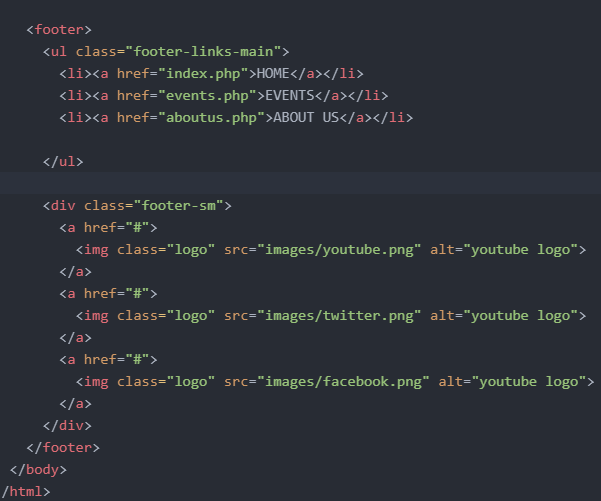 <footer>
<ul class="footer-links-main">
<li><a href="index.php">HOME</a></li>
<li><a href="events.php">EVENTS</a></li>
<li><a href="aboutus.php">ABOUT US</a></li>
</ul>
<div class="footer-sm">
<a href="#">
<img class="logo" src="images/youtube.png" alt="youtube logo">
</a>
<a href="#">
<img class="logo" src="images/twitter.png" alt="youtube logo">
</a>
<a href="#">
<img class="logo" src="images/facebook.png" alt="youtube logo">
</a>
</div>
</footer>
</body>
/html>